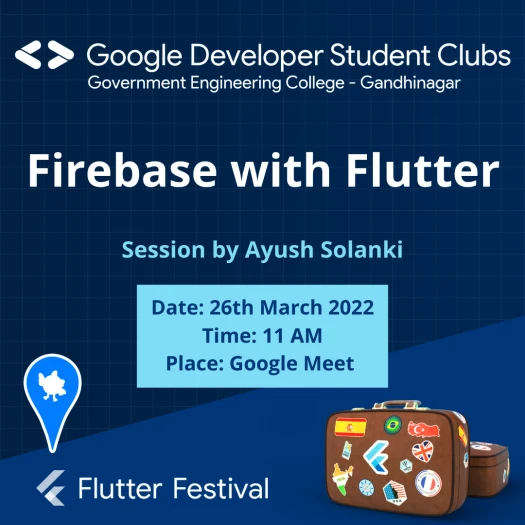 Google Developer Student Clubs
Government Engineering College - Gandhinagar
Firebase with Flutter
Session by Ayush Solanki
Date: 26th March 2022
Time: 11 AM
Place: Google Meet
Flutter Festival